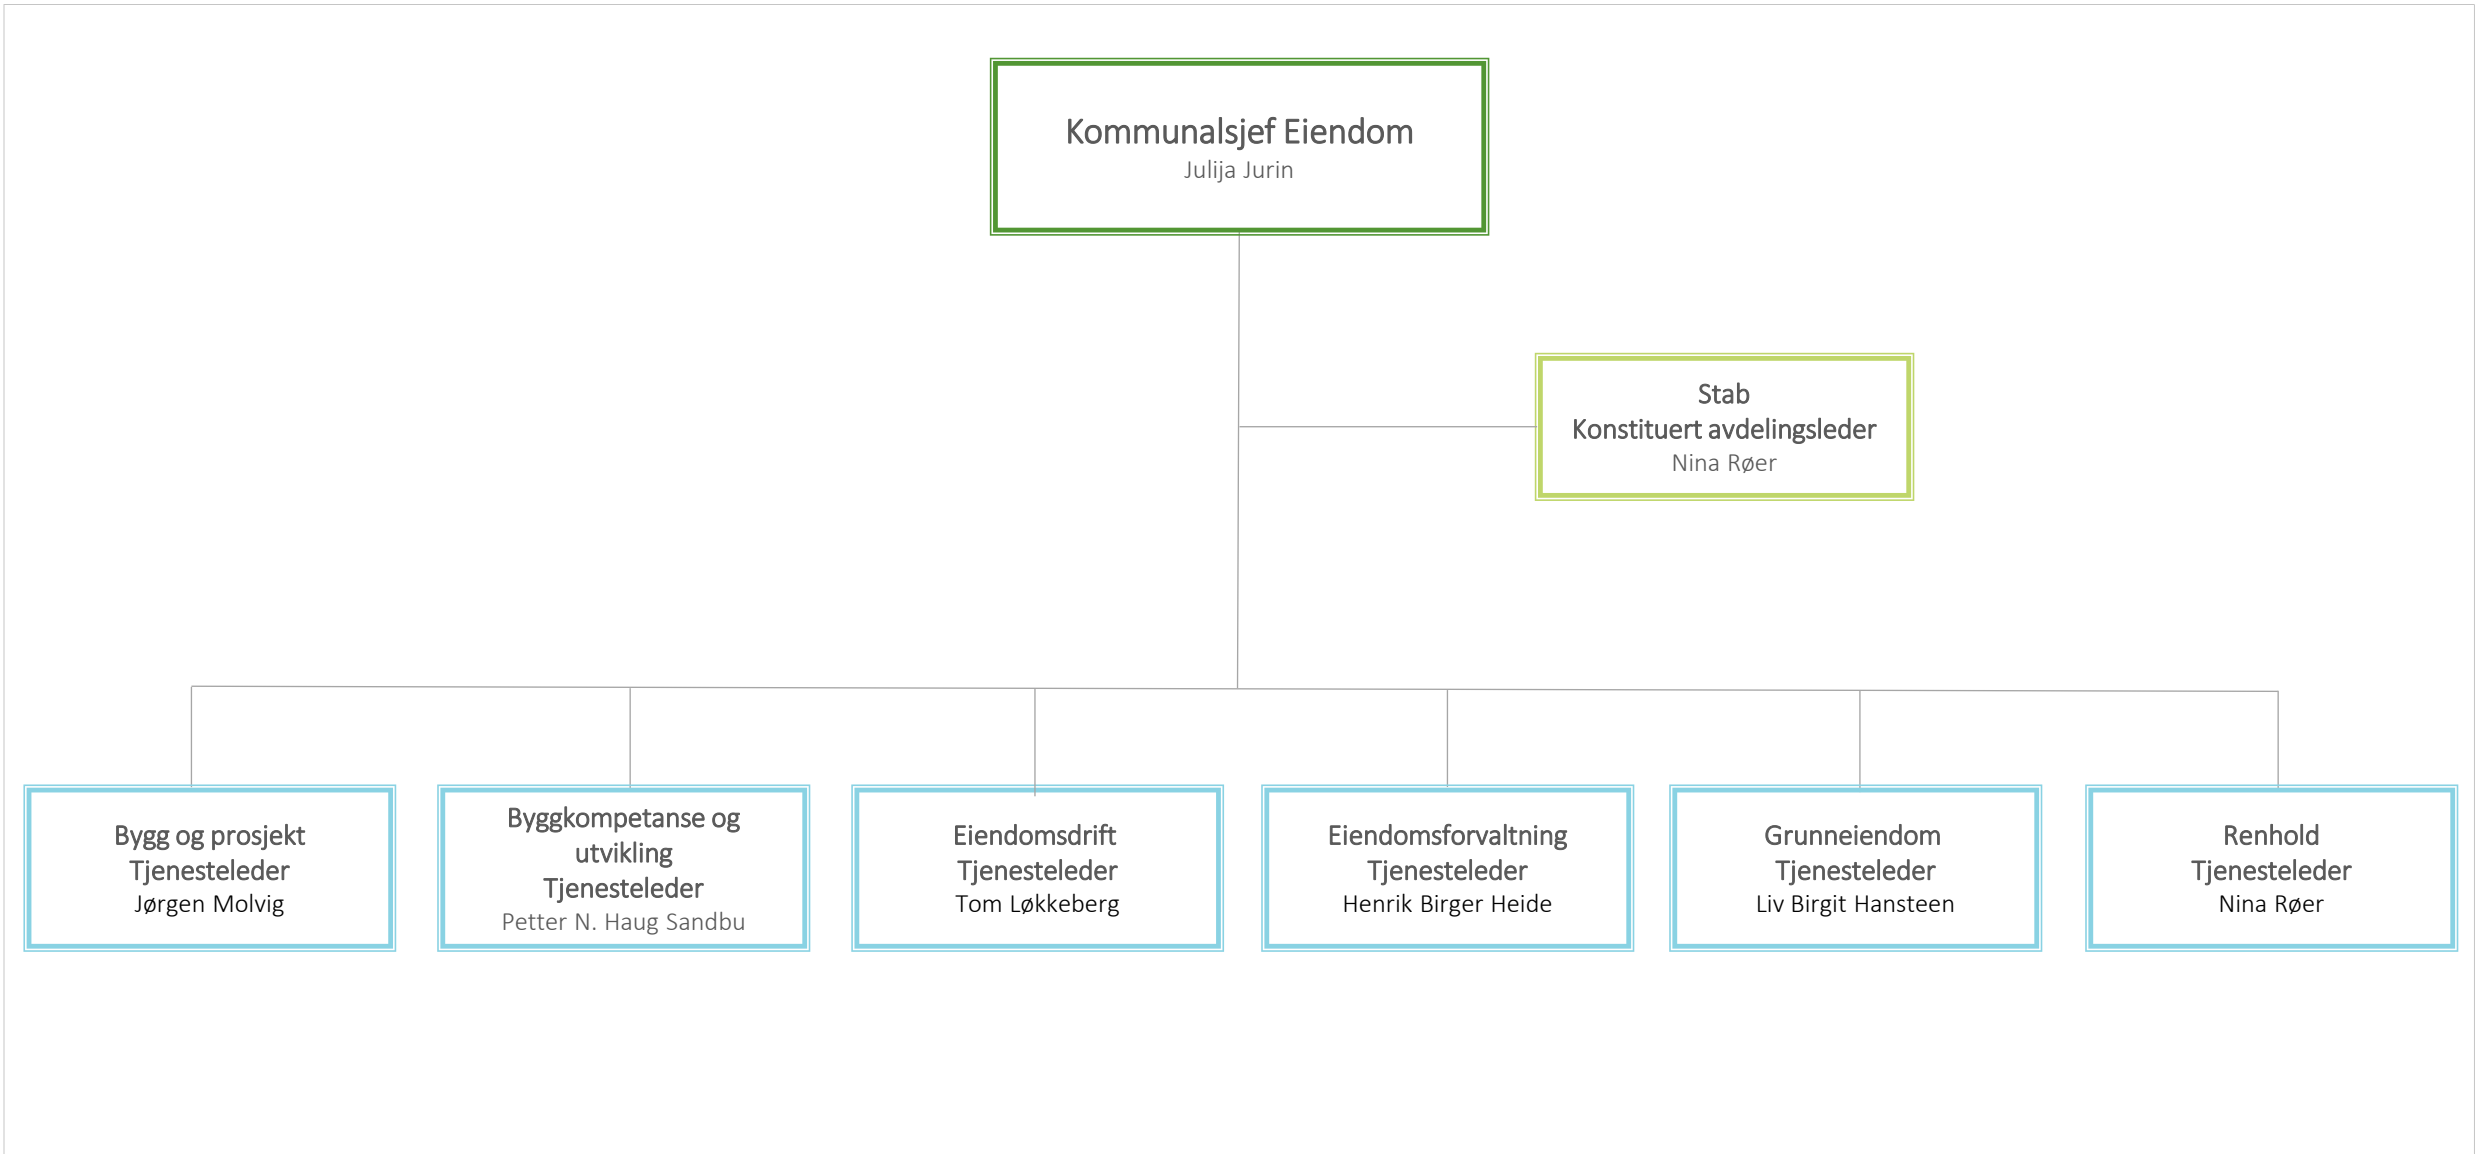 Kommunalsjef Eiendom
Julija Jurin
Stab
Konstituert avdelingsleder
Nina Røer
Bygg og prosjekt
Tjenesteleder
Jørgen Molvig
Byggkompetanse og
utvikling
Tjenesteleder
Petter N. Haug Sandbu
Eiendomsdrift
Tjenesteleder
Tom Løkkeberg
Eiendomsforvaltning
Tjenesteleder
Henrik Birger Heide
Grunneiendom
Tjenesteleder
Liv Birgit Hansteen
Renhold
Tjenesteleder
Nina Røer